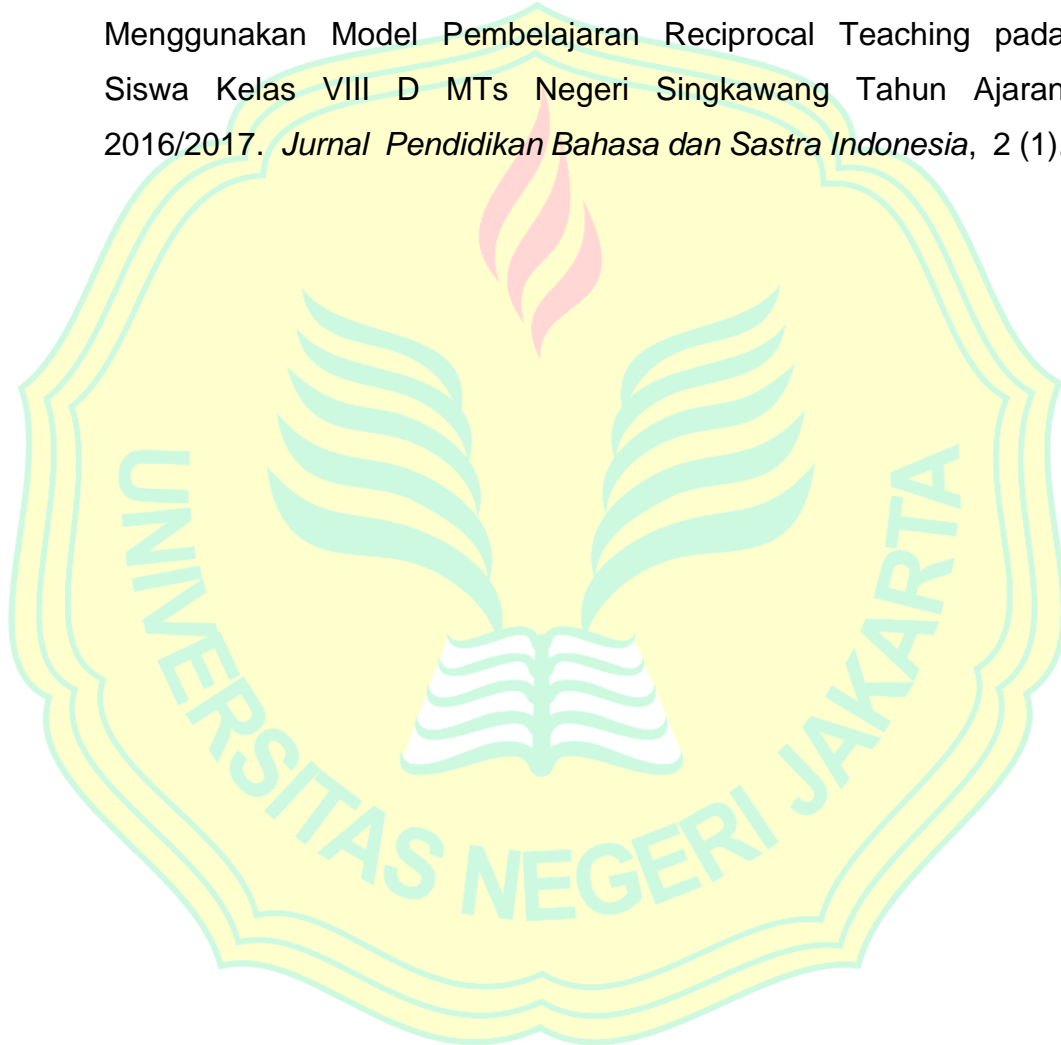 Menggunakan Model Pembelajaran Reciprocal Teaching pada
Siswa Kelas VIII D MTs Negeri Singkawang Tahun Ajaran
2016/2017. Jurnal Pendidikan Bahasa dan Sastra Indonesia, 2 (1).
UNIVERSITAS NEGERI JAKARTA